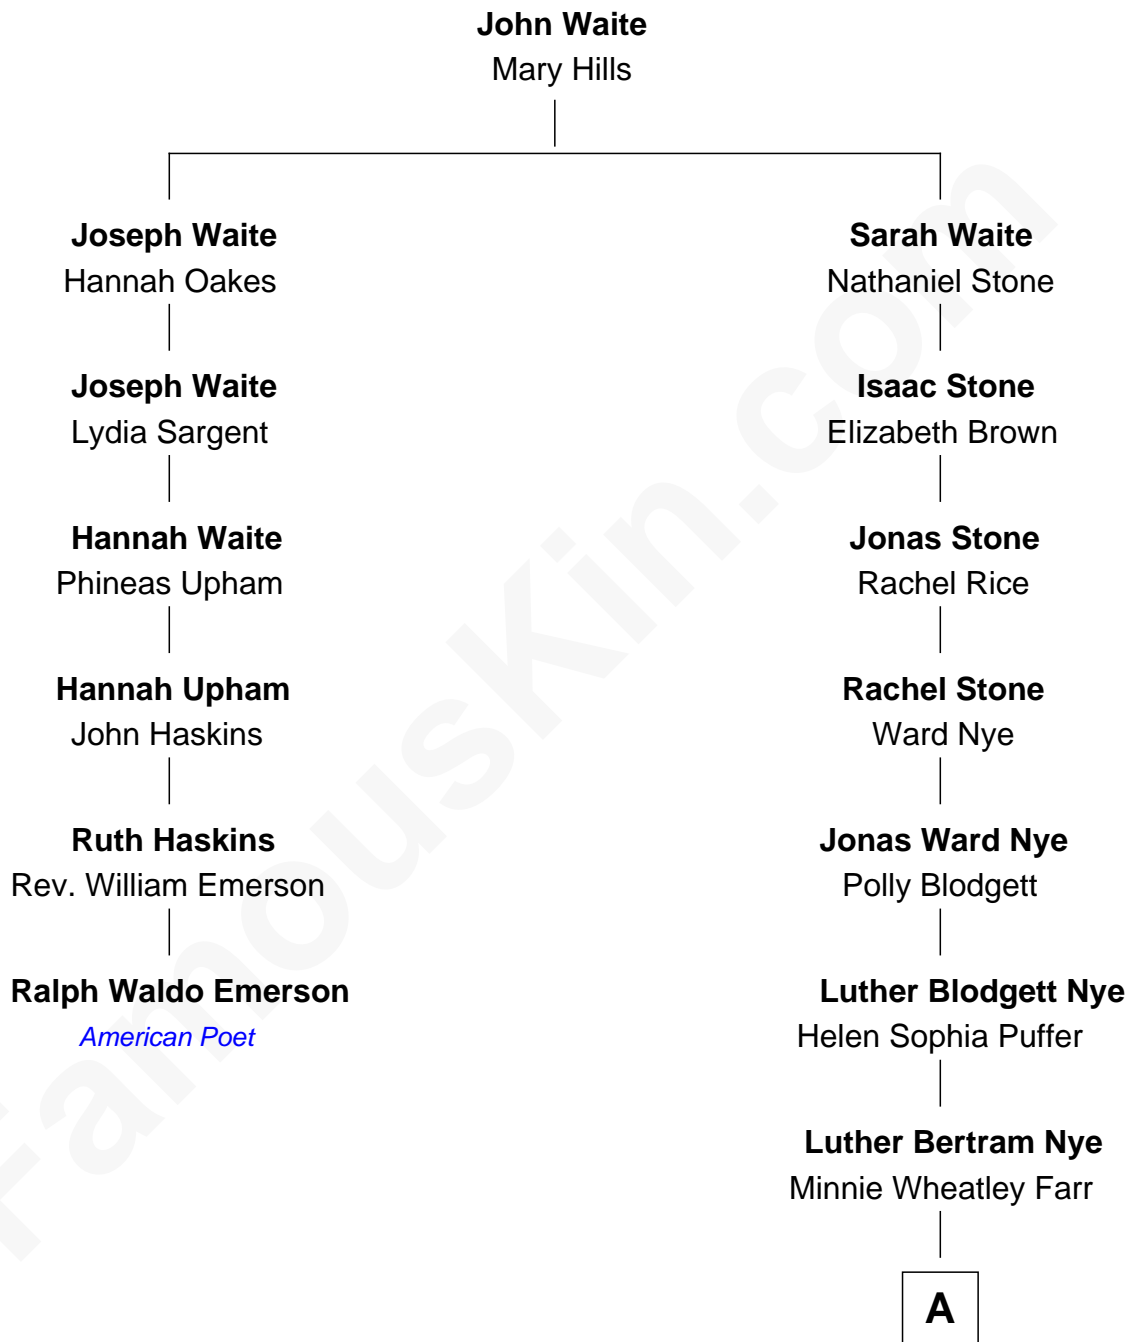 John Waite
Mary Hills
Joseph Waite
Hannah Oakes
Joseph Waite
Lydia Sargent
Hannah Waite
Phineas Upham
Hannah Upham
John Haskins
Ruth Haskins
Rev. William Emerson
Ralph Waldo Emerson
American Poet
Sarah Waite
Nathaniel Stone
Isaac Stone
Elizabeth Brown
Jonas Stone
Rachel Rice
Rachel Stone
Ward Nye
Jonas Ward Nye
Polly Blodgett
Luther Blodgett Nye
Helen Sophia Puffer
Luther Bertram Nye
Minnie Wheatley Farr
A
FamousKin.com